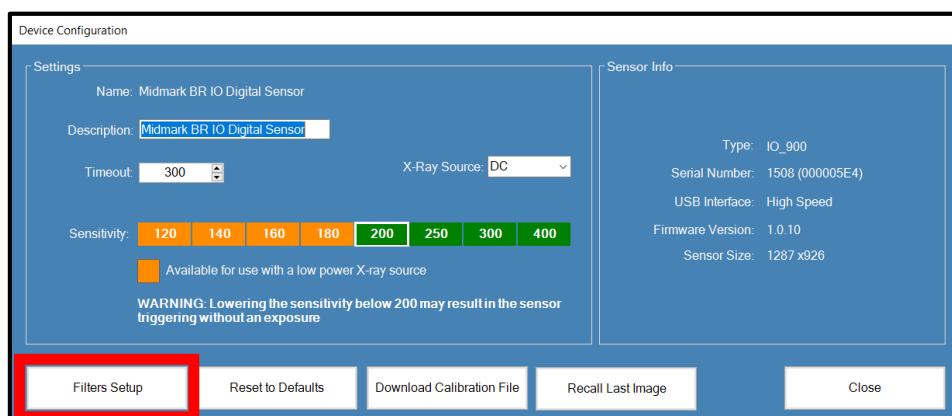 Device Configuration
Settings
Name: Midmark BR IO Digital Sensor
Description: Midmark BR IO Digital Sensor
Timeout: 300
X-Ray Source: DC
Sensitivity: 120 140 160 180 200 250 300 400
Available for use with a low power X-ray source
WARNING: Lowering the sensitivity below 200 may result in the sensor
triggering without an exposure
Sensor Info
Type: IO_900
Serial Number: 1508 (000005E4)
USB Interface: High Speed
Firmware Version: 1.0.10
Sensor Size: 1287 x926
Filters Setup
Reset to Defaults
Download Calibration File
Recall Last Image
Close